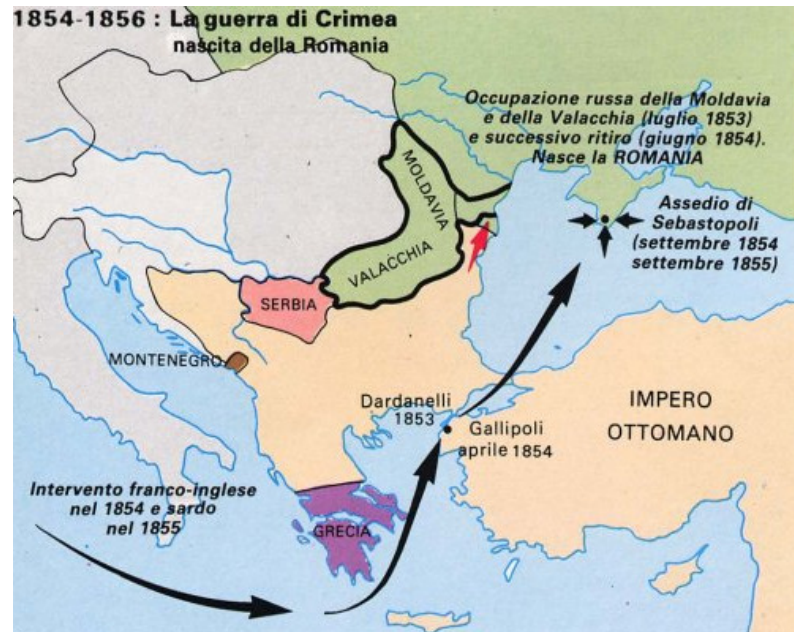 1854-1856 : La guerra di Crimea
nascita della Romania
Occupazione russa della Moldavia
e della Valacchia (luglio 1853)
e successivo ritiro (giugno 1854).
Nasce la ROMANIA
MOLDAVIA
VALACCHIA
Assedio di
Sebastopoli
(settembre 1854
settembre 1855)
SERBIA
MONTENEGRO
Dardanelli
1853
Gallipoli
aprile 1854
IMPERO
OTTOMANO
Intervento franco-inglese
nel 1854 e sardo
nel 1855
GRECIA